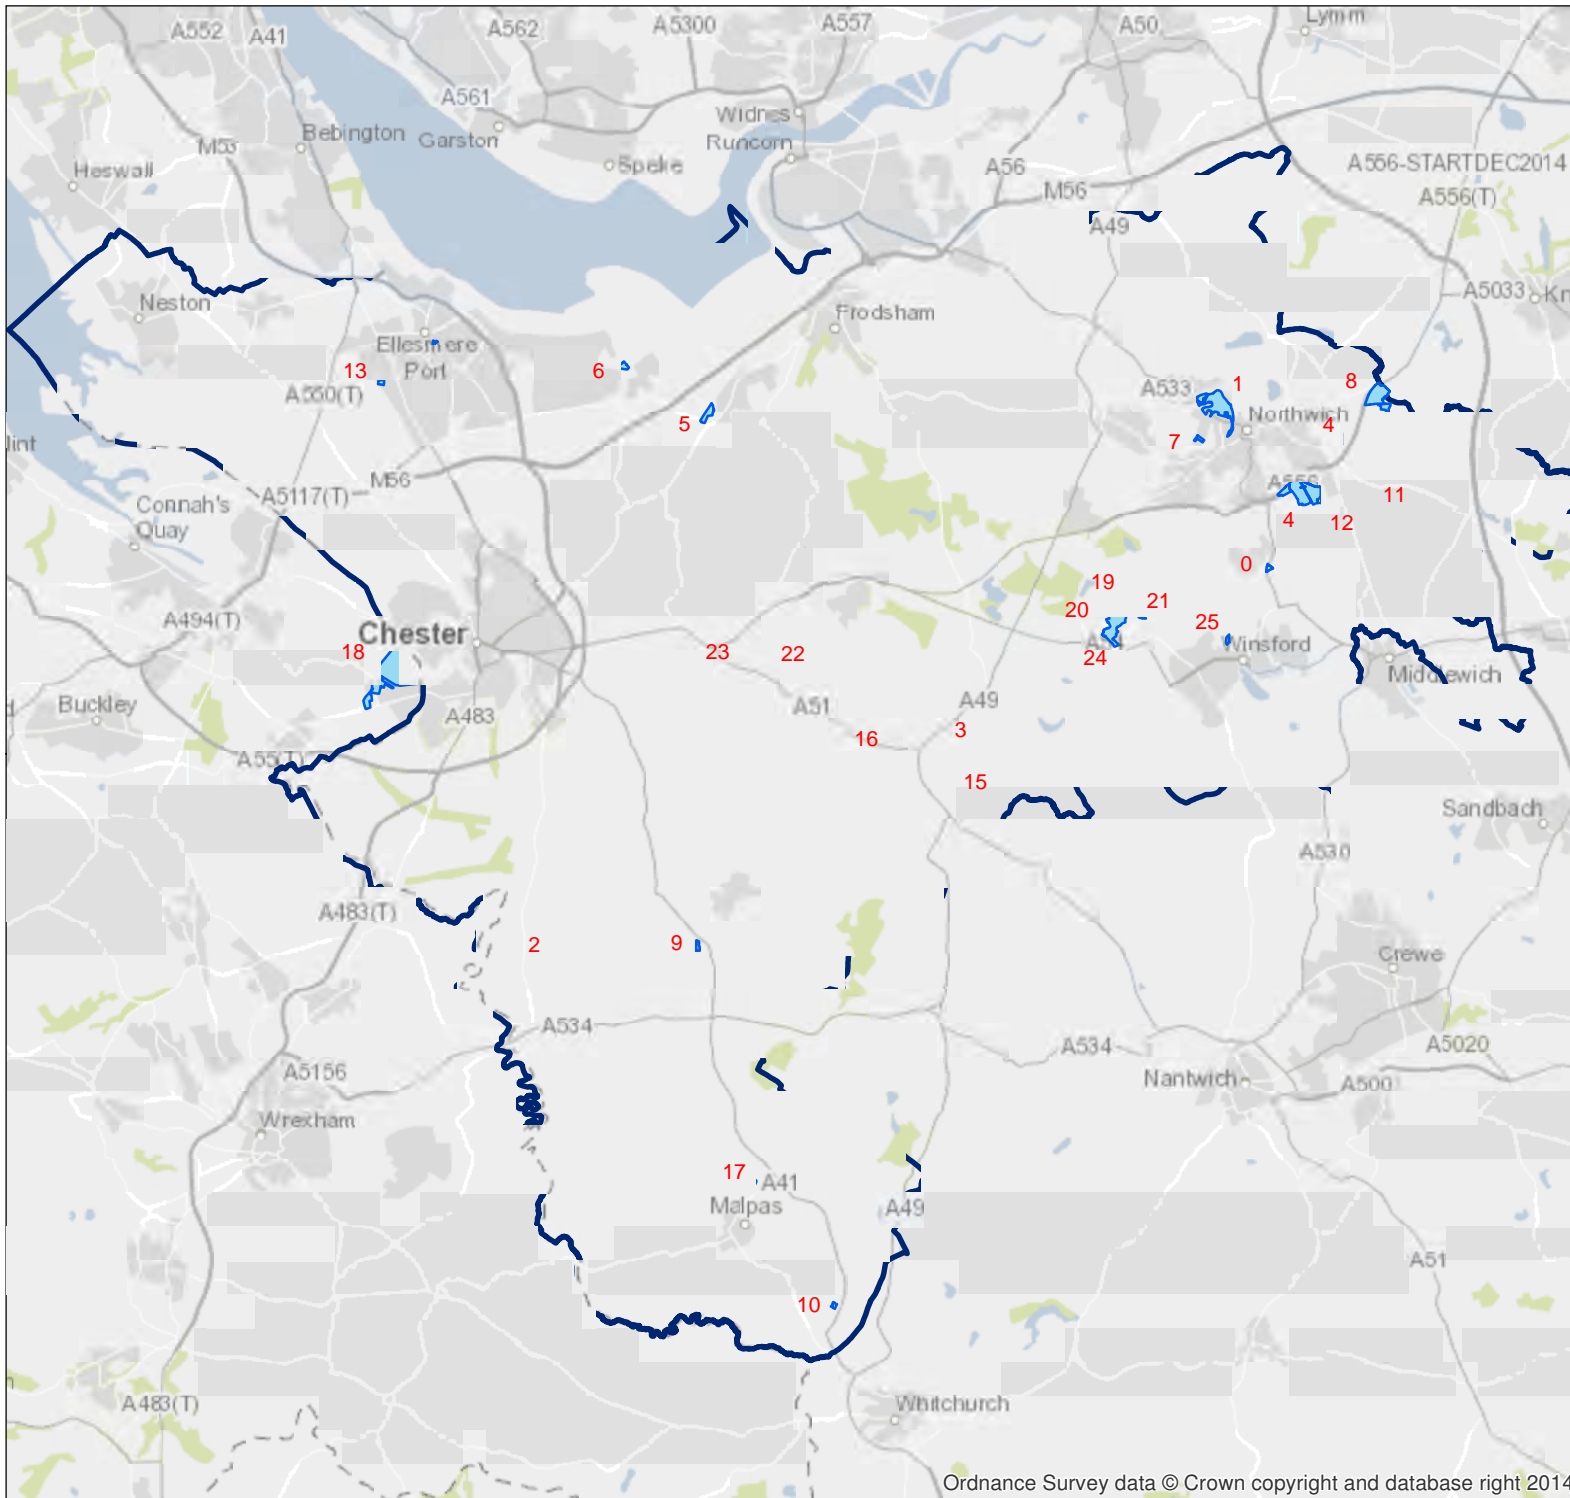 A552
A41
A562
A5300
A557
A50
Lymm
A561
Widnes
Bebington
Garston
Runcorn
M53
Heswall
Speke
A56
M56
A556-STARTDEC2014
A556(T)
A49
Neston
A5033
Kn
Frodsham
Ellesmere
Port
13
6
A550(T)
A533
1
8
5
Northwich
4
7
lint
M56
A5117(T)
A556
11
Connah's
Quay
4
12
0
19
A494(T)
20
21
Chester
25
18
23
22
A54
24
Winsford
Middlewich
Buckley
A483
A51
A49
16
3
A55(T)
15
Sandbach
A530
A483(T)
2
9
Crewe
A534
A534
A5020
A5156
Nantwich
A500
Wrexham
17
A41
Malpas
A49
A51
10
A483(T)
Whitchurch
Ordnance Survey data © Crown copyright and database right 2014